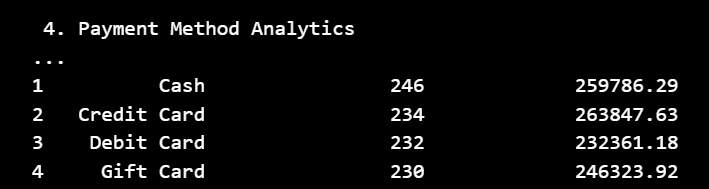 4. Payment Method Analytics
...
1 Cash 246 259786.29
2 Credit Card 234 263847.63
3 Debit Card 232 232361.18
4 Gift Card 230 246323.92